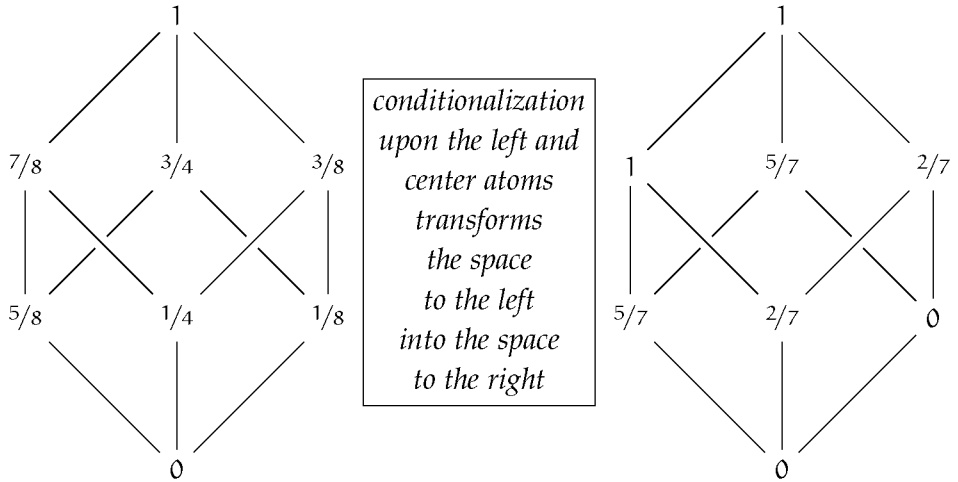 1 1
conditionalization
upon the left and
7/8 3/4 3/8 center atoms 1 5/7 2/7
transforms
the space
to the left
5/8 1/4 1/8 into the space 5/7 2/7 0
to the right
0 0